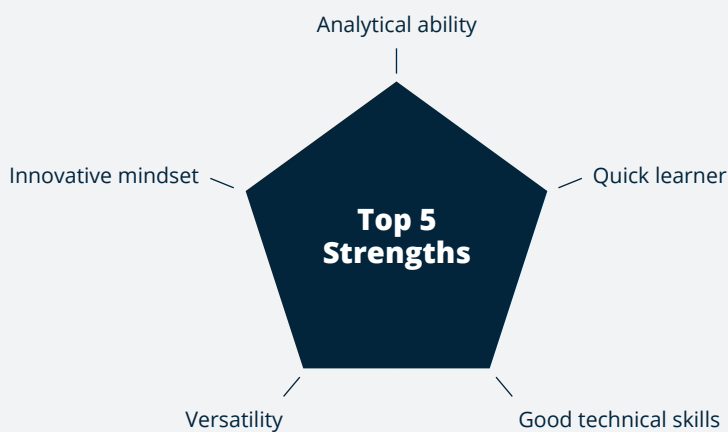 Analytical ability
Innovative mindset
Quick learner
Top 5
Strengths
Versatility
Good technical skills